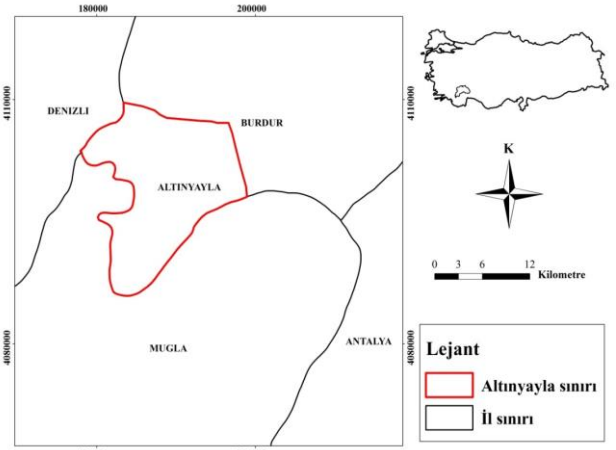 180000
200000
4110000
4110000
DENIZLI
BURDUR
ALTINYAYLA
K
0 3 6 12
Kilometre
4080000
4080000
MUGLA
ANTALYA
Lejant
Altınyayla sınırı
İl sınırı